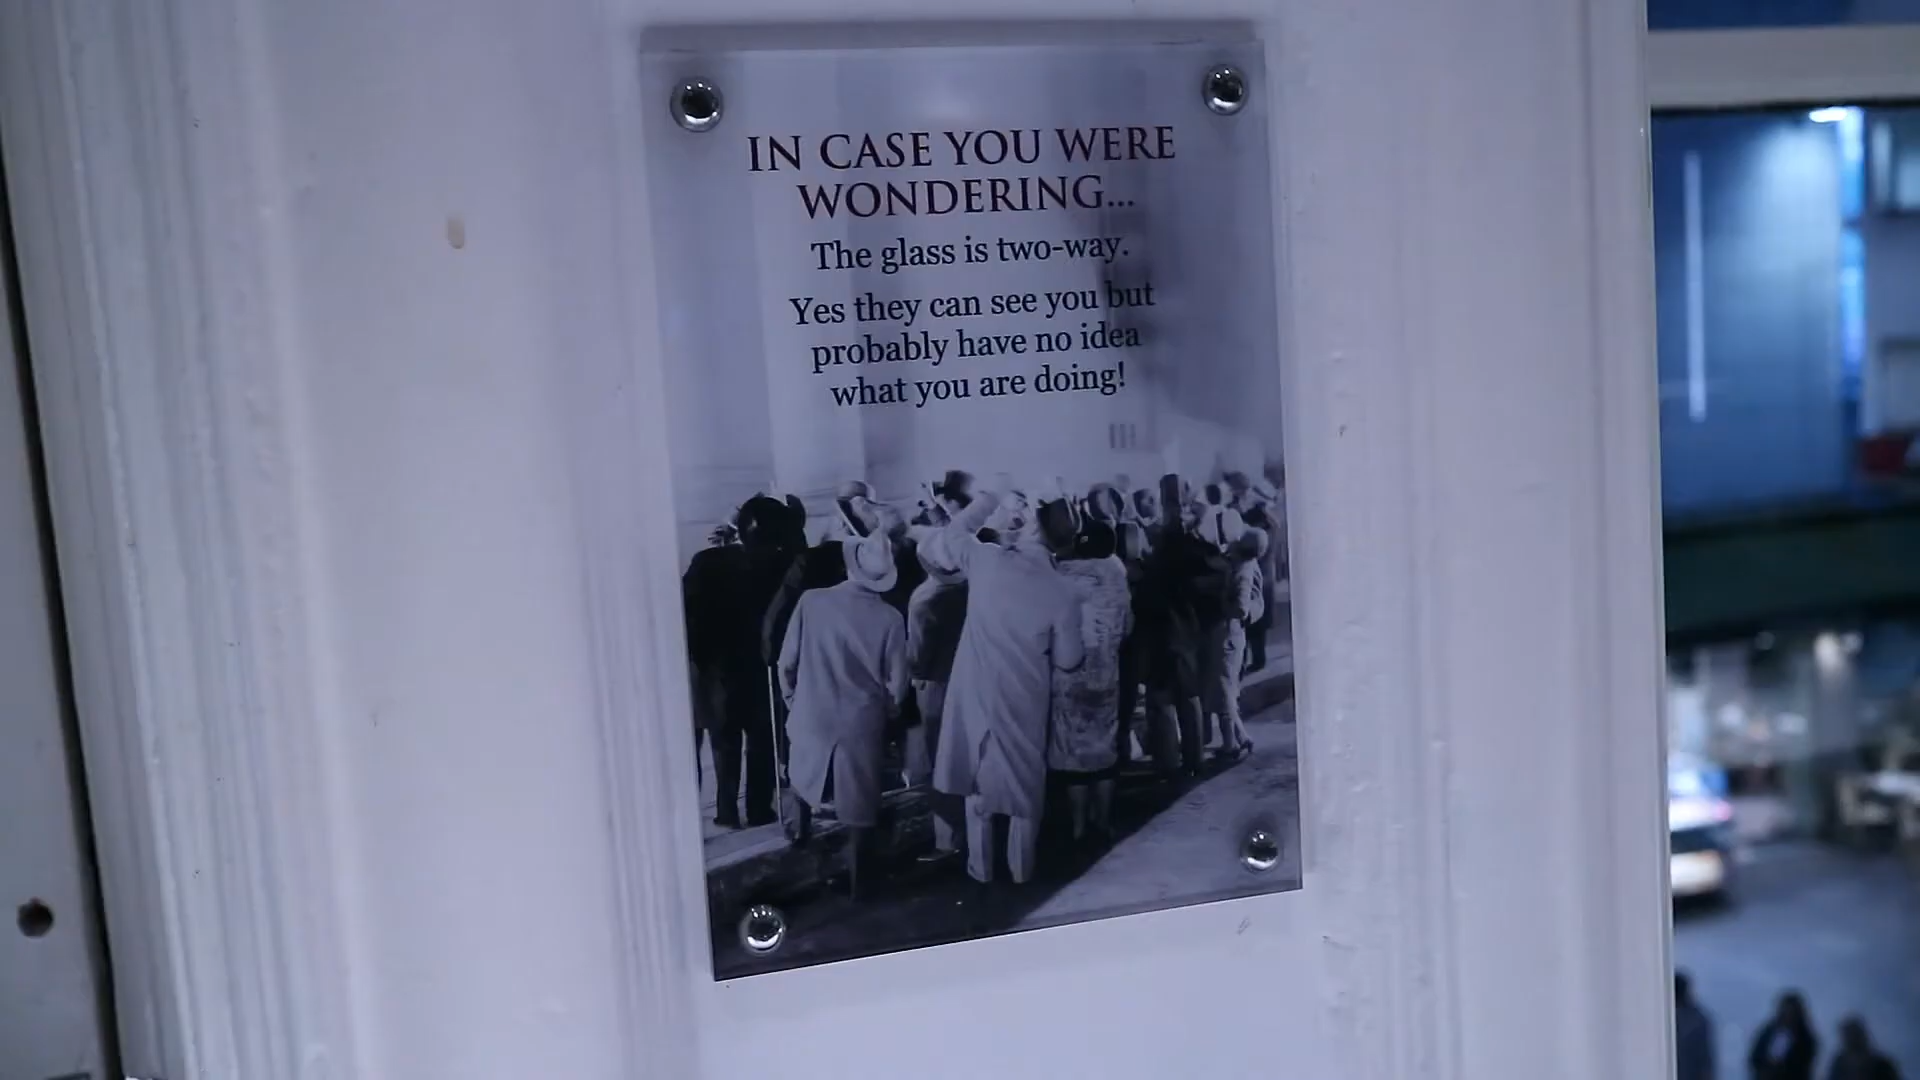 IN CASE YOU WERE
WONDERING...
The glass is two-way.
Yes they can see you but
probably have no idea
what you are doing!